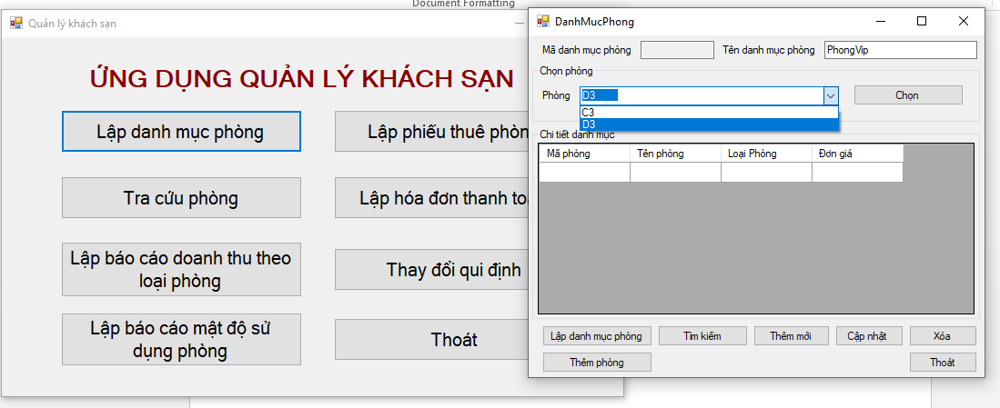 Document Formatting
Quản lý khách sạn
ỨNG DỤNG QUẢN LÝ KHÁCH SẠN
Lập danh mục phòng
Lập phiếu thuê phòn
Tra cứu phòng
Lập hóa đơn thanh toá
Lập báo cáo doanh thu theo
loại phòng
Thay đổi qui định
Lập báo cáo mật độ sử
dụng phòng
Thoát
DanhMucPhong
Mã danh mục phòng
Tên danh mục phòng
PhongVip
Chọn phòng
Phòng
D3
Chọn
C3
D3
Chi tiết danh mục
Mã phòng
Tên phòng
Loại Phòng
Đơn giá
Lập danh mục phòng
Tìm kiếm
Thêm mới
Cập nhật
Xóa
Thêm phòng
Thoát